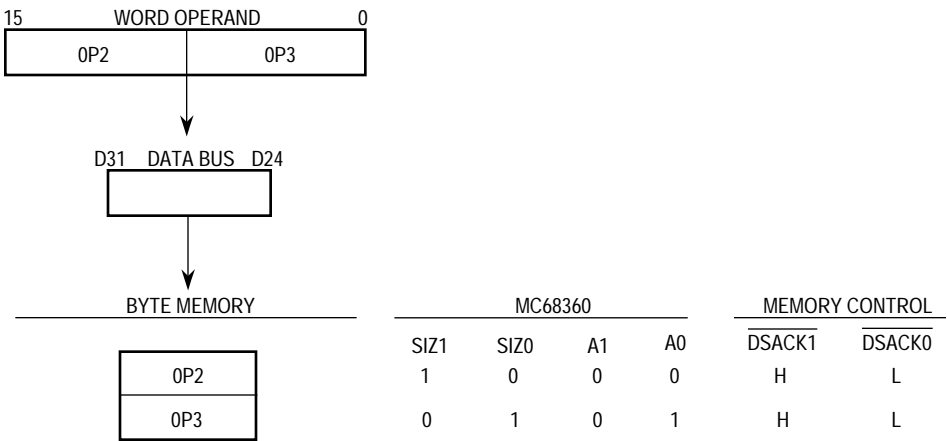 15 WORD OPERAND 0
0P2 0P3
D31 DATA BUS D24
BYTE MEMORY MC68360 MEMORY CONTROL
SIZ1 SIZ0 A1 A0 DSACK1 DSACK0
0P2 1 0 0 0 H L
0P3 0 1 0 1 H L